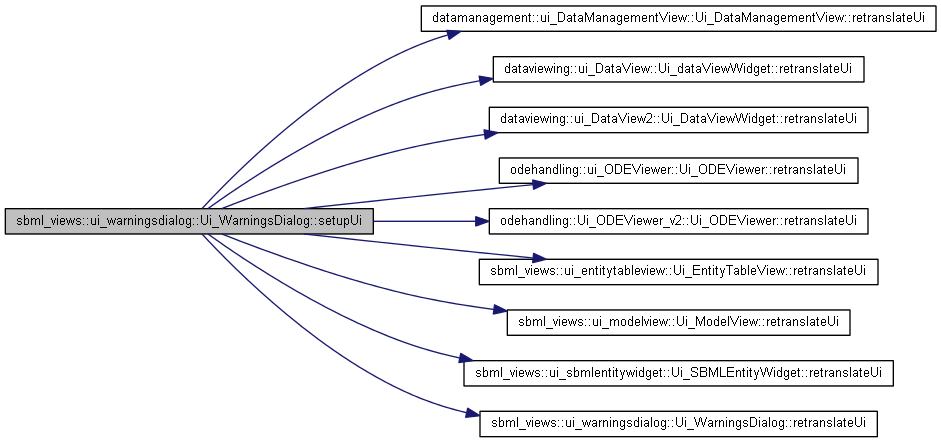 datamanagement::ui_DataManagementView::Ui_DataManagementView::retranslateUi
dataviewing::ui_DataView::Ui_dataViewWidget::retranslateUi
dataviewing::ui_DataView2::Ui_DataViewWidget::retranslateUi
odehandling::ui_ODEViewer::Ui_ODEViewer::retranslateUi
sbml_views::ui_warningsdialog::Ui_WarningsDialog::setupUi
odehandling::Ui_ODEViewer_v2::Ui_ODEViewer::retranslateUi
sbml_views::ui_entitytableview::Ui_EntityTableView::retranslateUi
sbml_views::ui_modelview::Ui_ModelView::retranslateUi
sbml_views::ui_sbmlentitywidget::Ui_SBMLEntityWidget::retranslateUi
sbml_views::ui_warningsdialog::Ui_WarningsDialog::retranslateUi